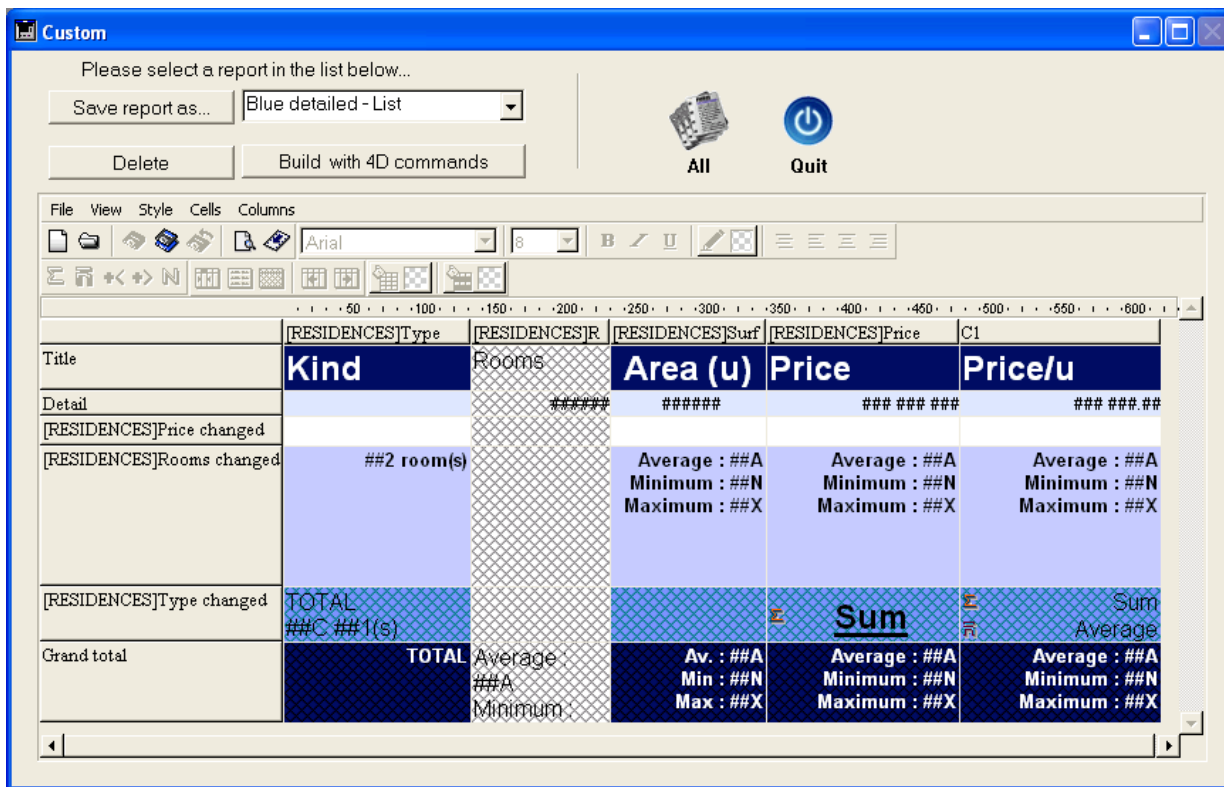 Custom
Please select a report in the list below...
Save report as...
Blue detailed - List
Delete
Build with 4D commands
All
Quit
File View Style Cells Columns
Arial
8
B I U
N
50 100 150 200 250 300 350 400 450 500 550 600
[RESIDENCES]Type [RESIDENCES]R [RESIDENCES]Surf [RESIDENCES]Price C1
Title
Kind Rooms Area (u) Price Price/u
Detail ###### ###### ### ### ### ### ###.##
[RESIDENCES]Price changed
[RESIDENCES]Rooms changed ##2 room(s) Average : ##A Average : ##A Average : ##A
Minimum : ##N Minimum : ##N Minimum : ##N
Maximum : ##X Maximum : ##X Maximum : ##X
[RESIDENCES]Type changed TOTAL Σ Sum
##C ##1(s) Σ Sum Average
Grand total TOTAL Average : Av. : ##A Average : ##A Average : ##A
##A Min : ##N Minimum : ##N Minimum : ##N
Minimum : Max : ##X Maximum : ##X Maximum : ##X